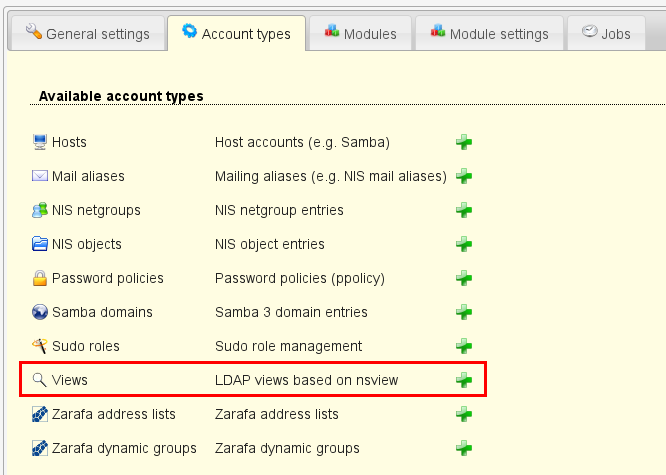 General settings Account types Modules Module settings Jobs
Available account types
Hosts Host accounts (e.g. Samba)
Mail aliases Mailing aliases (e.g. NIS mail aliases)
NIS netgroups NIS netgroup entries
NIS objects NIS object entries
Password policies Password policies (ppolicy)
Samba domains Samba 3 domain entries
Sudo roles Sudo role management
Views LDAP views based on nsview
Zarafa address lists Zarafa address lists
Zarafa dynamic groups Zarafa dynamic groups